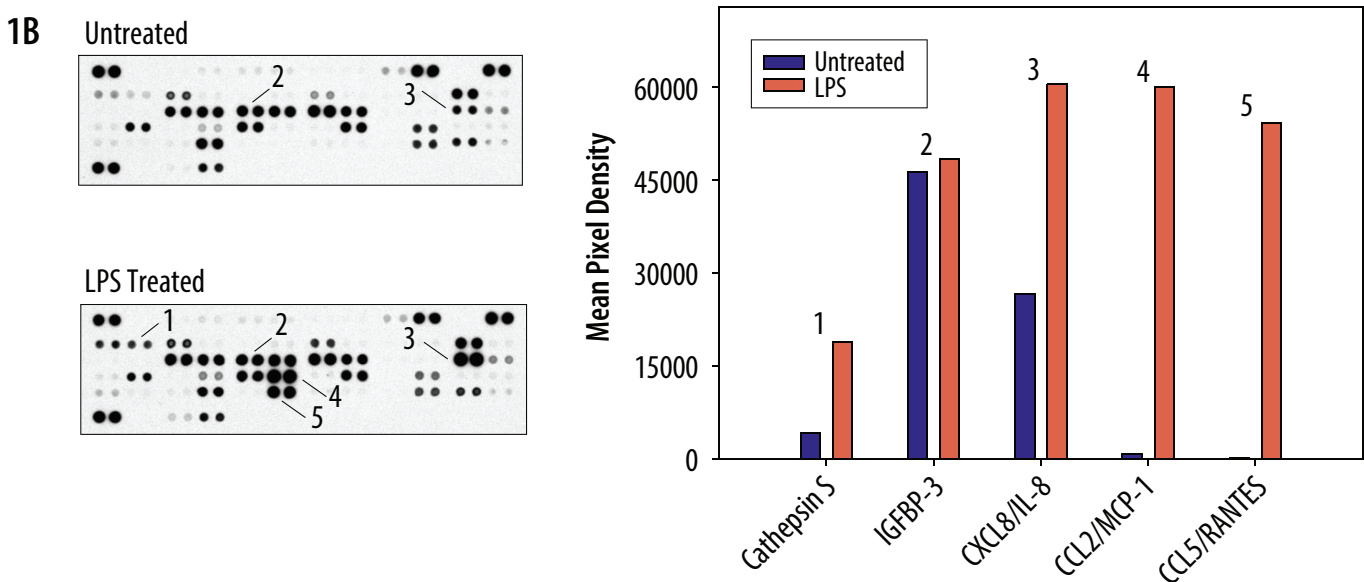 1B
Untreated
2
3
LPS Treated
1
2
3
4
5
Mean Pixel Density
60000
45000
30000
15000
0
Untreated
LPS
1
2
3
4
5
Cathepsin S
IGFBP-3
CXCL8/IL-8
CCL2/MCP-1
CCL5/RANTES